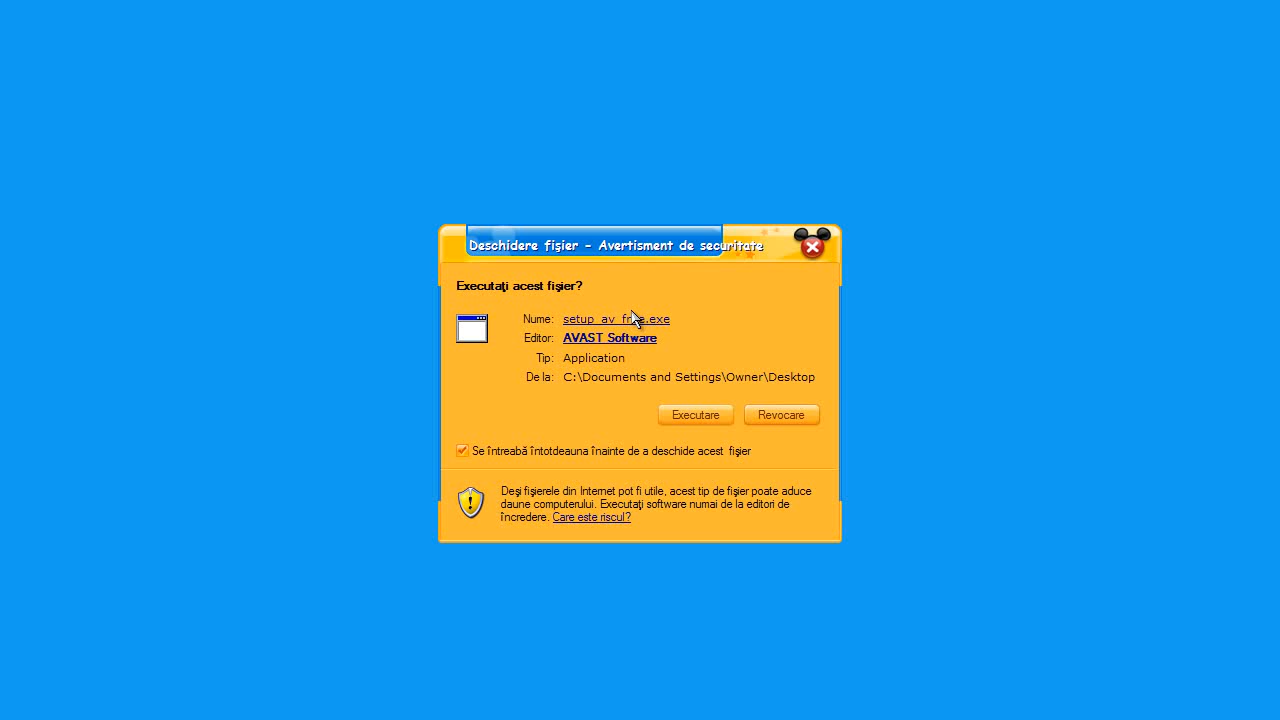 Deschidere fişier - Avertisment de securitate
Executaţi acest fişier?
Nume: setup_av_free.exe
Editor: AVAST Software
Tip: Application
De la: C:\Documents and Settings\Owner\Desktop
Executare Revocare
Se întreabă întotdeauna înainte de a deschide acest fişier
Deşi fişierele din Internet pot fi utile, acest tip de fişier poate aduce
daune computerului. Executaţi software numai de la editori de
încredere. Care este riscul?